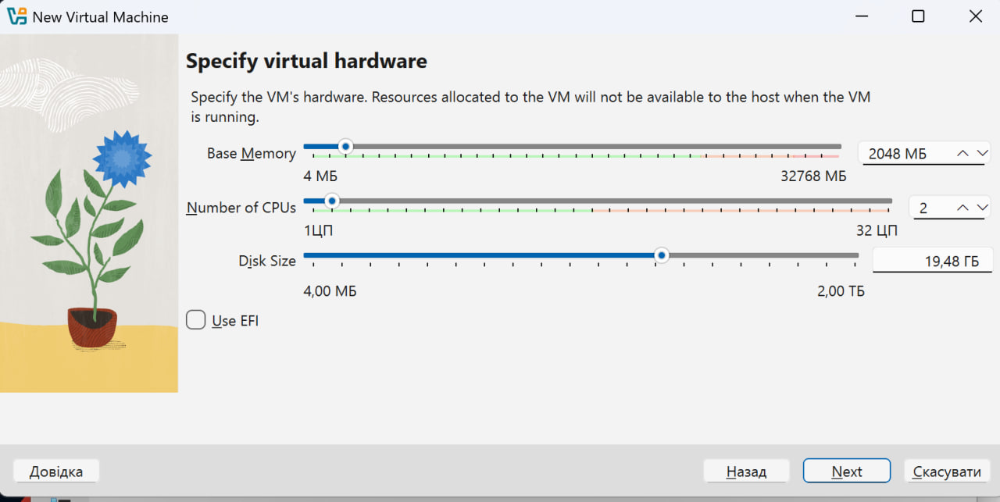 New Virtual Machine
Specify virtual hardware
Specify the VM's hardware. Resources allocated to the VM will not be available to the host when the VM
is running.
Base Memory
2048 МБ
4 МБ
32768 МБ
Number of CPUs
2
1ЦП
32 ЦП
Disk Size
19,48 ГБ
4,00 МБ
2,00 ТБ
Use EFI
Довідка
Назад
Next
Скасувати